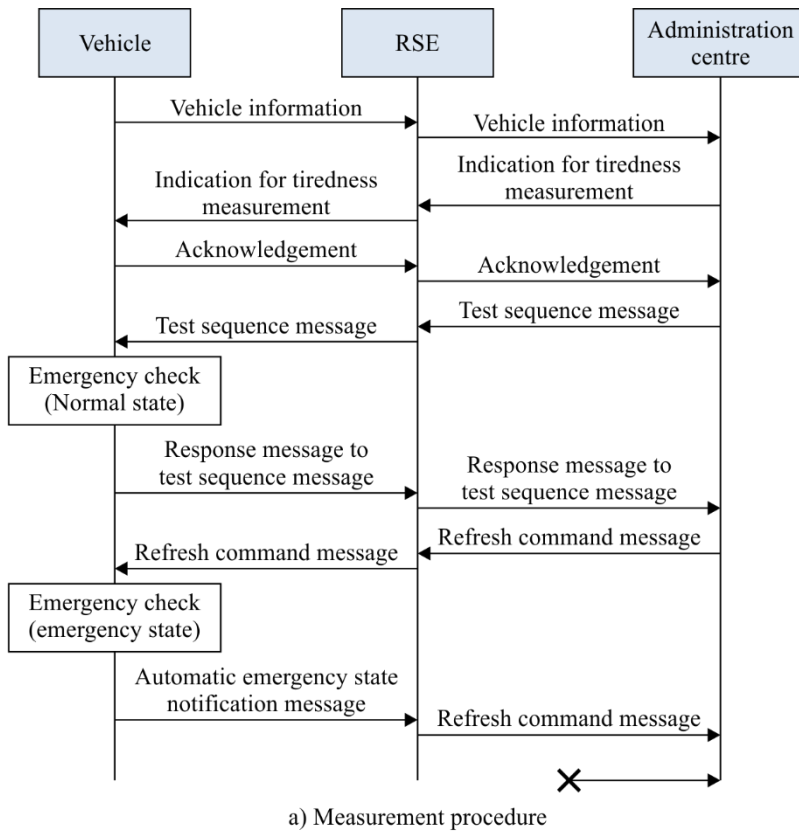 Vehicle
RSE
Administration
centre
Vehicle information
Vehicle information
Indication for tiredness
measurement
Indication for tiredness
measurement
Acknowledgement
Acknowledgement
Test sequence message
Test sequence message
Emergency check
(Normal state)
Response message to
test sequence message
Response message to
test sequence message
Refresh command message
Refresh command message
Emergency check
(emergency state)
Automatic emergency state
notification message
Refresh command message
a) Measurement procedure